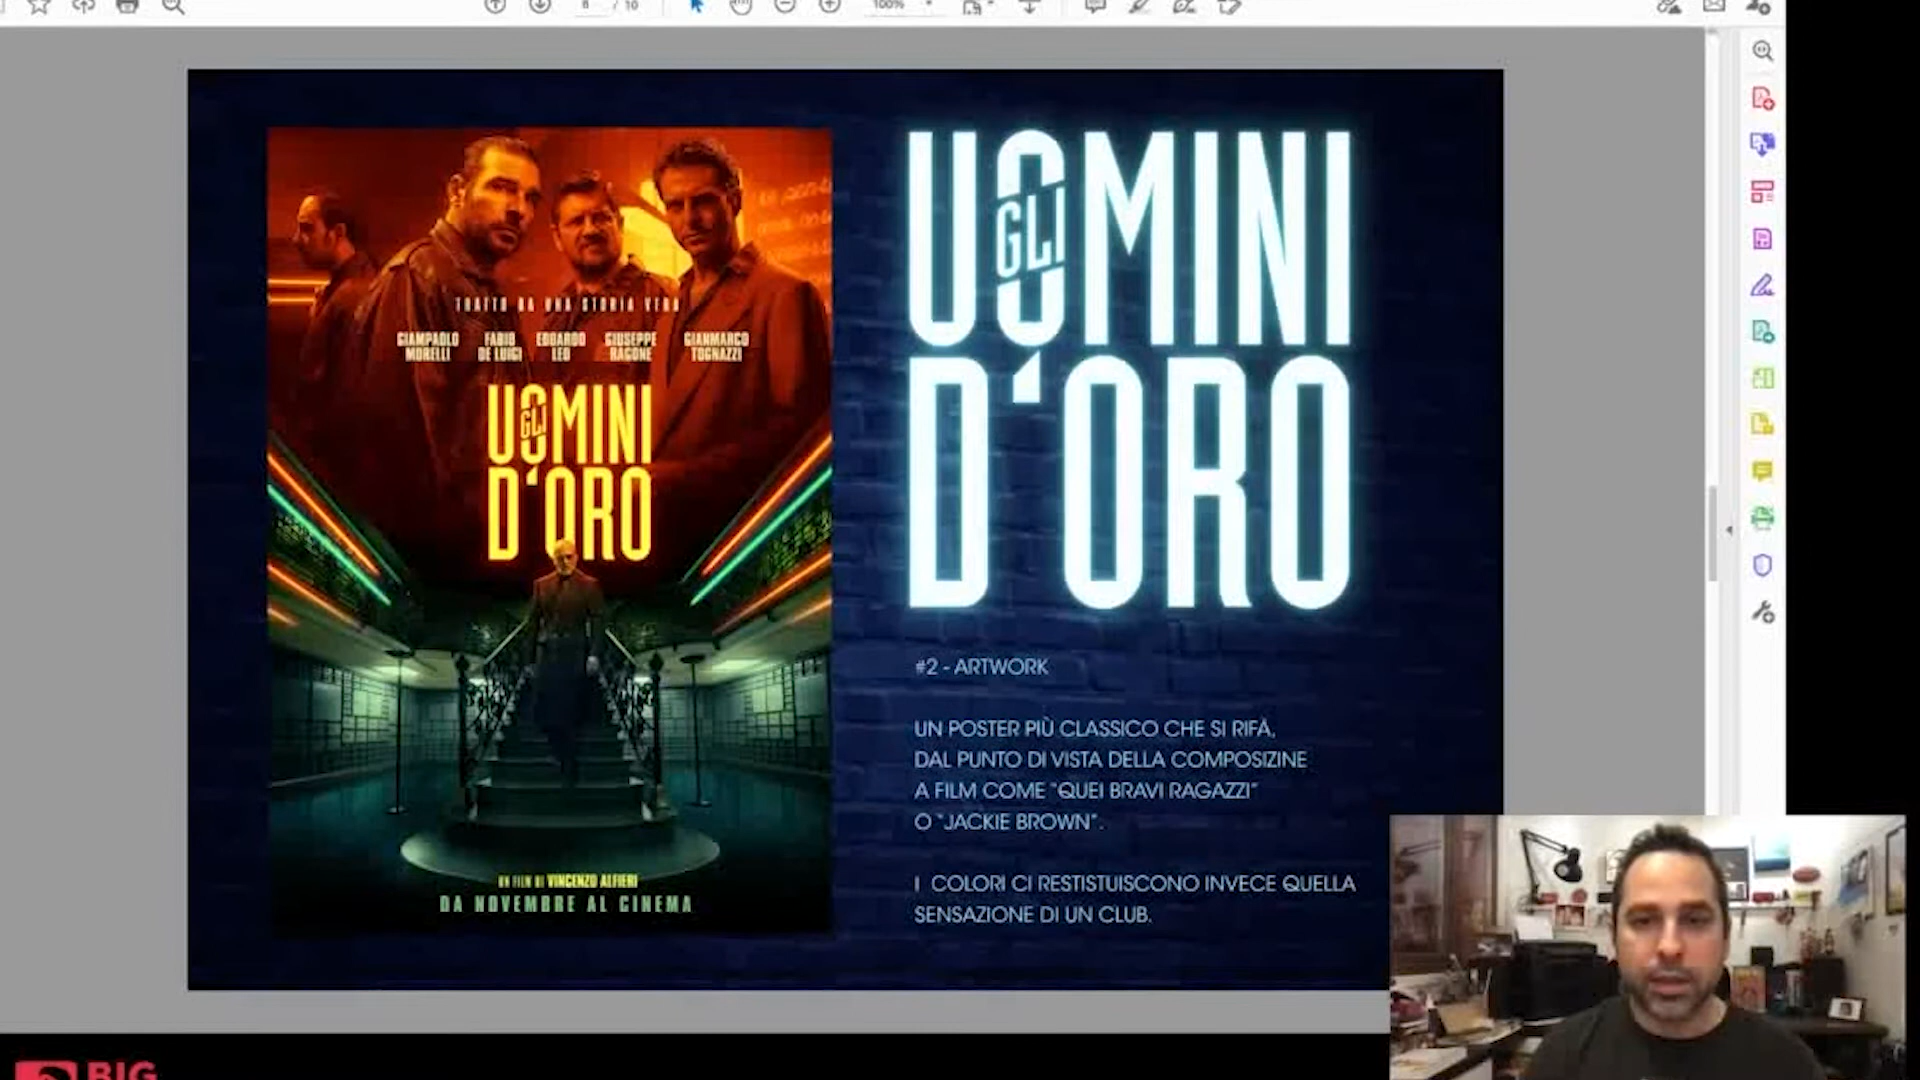 / 10
100%
TRATTO DA UNA STORIA VERA
GIAMPAOLO MORELLI
FABIO DE LUIGI
EDOARDO LEO
GIUSEPPE RAGONE
GIANMARCO TOGNAZZI
GLI
UOMINI
D'ORO
UN FILM DI VINCENZO ALFIERI
DA NOVEMBRE AL CINEMA
GLI
UOMINI
D'ORO
#2 - ARTWORK
UN POSTER PIÙ CLASSICO CHE SI RIFÀ,
DAL PUNTO DI VISTA DELLA COMPOSIZINE
A FILM COME "QUEI BRAVI RAGAZZI"
O "JACKIE BROWN".
I COLORI CI RESTISTUISCONO INVECE QUELLA
SENSAZIONE DI UN CLUB.
BIG